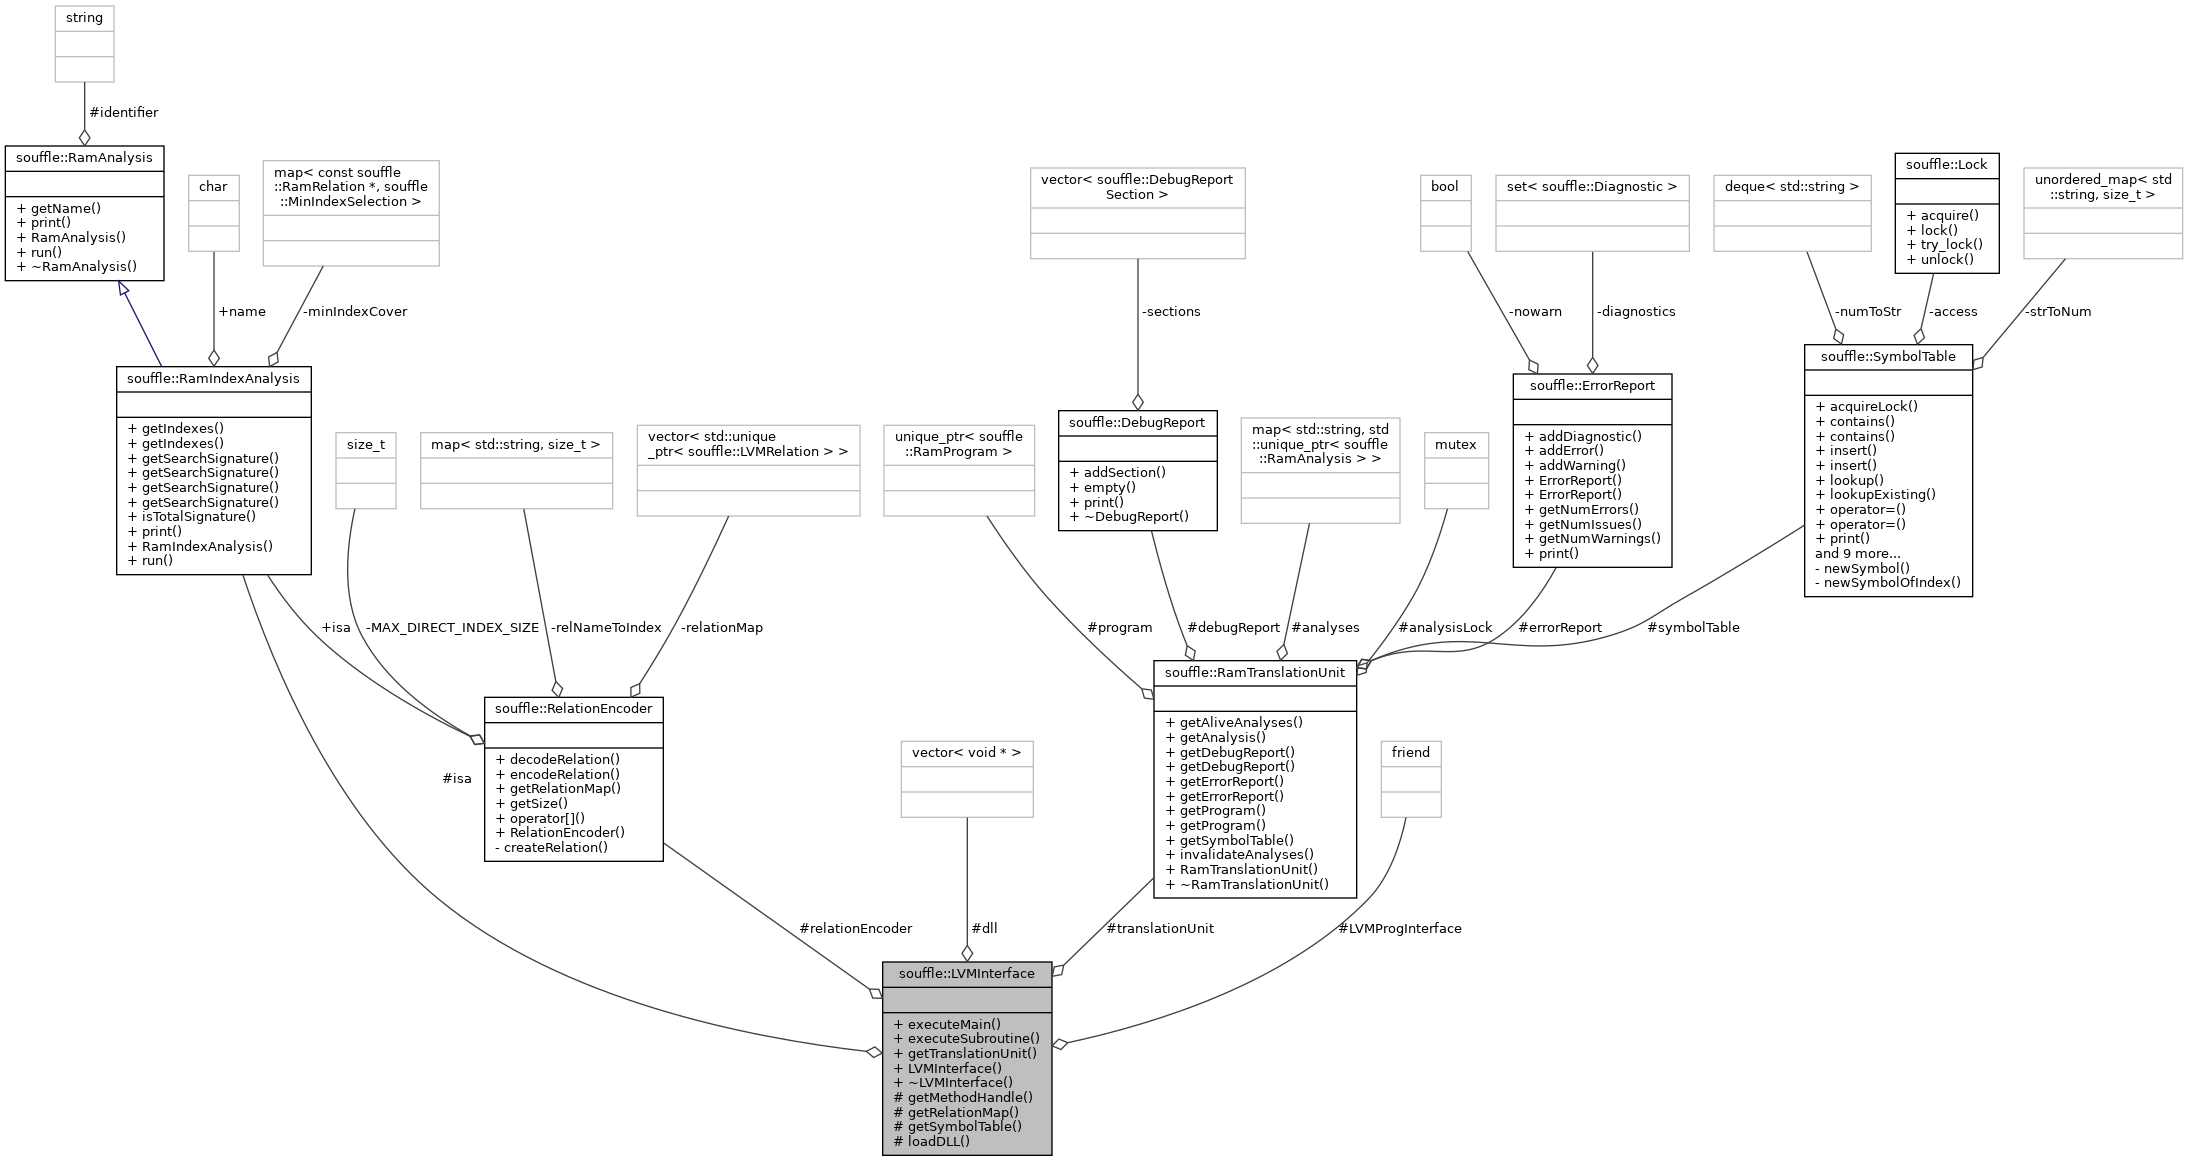 string
#identifier
souffle::RamAnalysis
+ getName()
+ print()
+ RamAnalysis()
+ run()
+ ~RamAnalysis()
char
map< const souffle
::RamRelation *, souffle
::MinIndexSelection >
+name
-minIndexCover
souffle::RamIndexAnalysis
+ getIndexes()
+ getIndexes()
+ getSearchSignature()
+ getSearchSignature()
+ getSearchSignature()
+ getSearchSignature()
+ isTotalSignature()
+ print()
+ RamIndexAnalysis()
+ run()
size_t
map< std::string, size_t >
vector< std::unique
_ptr< souffle::LVMRelation > >
+isa
-MAX_DIRECT_INDEX_SIZE
-relNameToIndex
-relationMap
souffle::RelationEncoder
+ decodeRelation()
+ encodeRelation()
+ getRelationMap()
+ getSize()
+ operator[]()
+ RelationEncoder()
- createRelation()
#isa
unique_ptr< souffle
::RamProgram >
vector< souffle::DebugReport
Section >
-sections
souffle::DebugReport
+ addSection()
+ empty()
+ print()
+ ~DebugReport()
map< std::string, std
::unique_ptr< souffle
::RamAnalysis > >
mutex
bool
set< souffle::Diagnostic >
-nowarn
-diagnostics
souffle::ErrorReport
+ addDiagnostic()
+ addError()
+ addWarning()
+ ErrorReport()
+ ErrorReport()
+ getNumErrors()
+ getNumIssues()
+ getNumWarnings()
+ print()
deque< std::string >
souffle::Lock
+ acquire()
+ lock()
+ try_lock()
+ unlock()
unordered_map< std
::string, size_t >
-numToStr
-access
-strToNum
souffle::SymbolTable
+ acquireLock()
+ contains()
+ contains()
+ insert()
+ insert()
+ lookup()
+ lookupExisting()
+ operator=()
+ operator=()
+ print()
and 9 more...
- newSymbol()
- newSymbolOfIndex()
#program
#debugReport
#analyses
#analysisLock
#errorReport
#symbolTable
souffle::RamTranslationUnit
+ getAliveAnalyses()
+ getAnalysis()
+ getDebugReport()
+ getDebugReport()
+ getErrorReport()
+ getErrorReport()
+ getProgram()
+ getProgram()
+ getSymbolTable()
+ invalidateAnalyses()
+ RamTranslationUnit()
+ ~RamTranslationUnit()
vector< void * >
friend
#relationEncoder
#dll
#translationUnit
#LVMProgInterface
souffle::LVMInterface
+ executeMain()
+ executeSubroutine()
+ getTranslationUnit()
+ LVMInterface()
+ ~LVMInterface()
# getMethodHandle()
# getRelationMap()
# getSymbolTable()
# loadDLL()